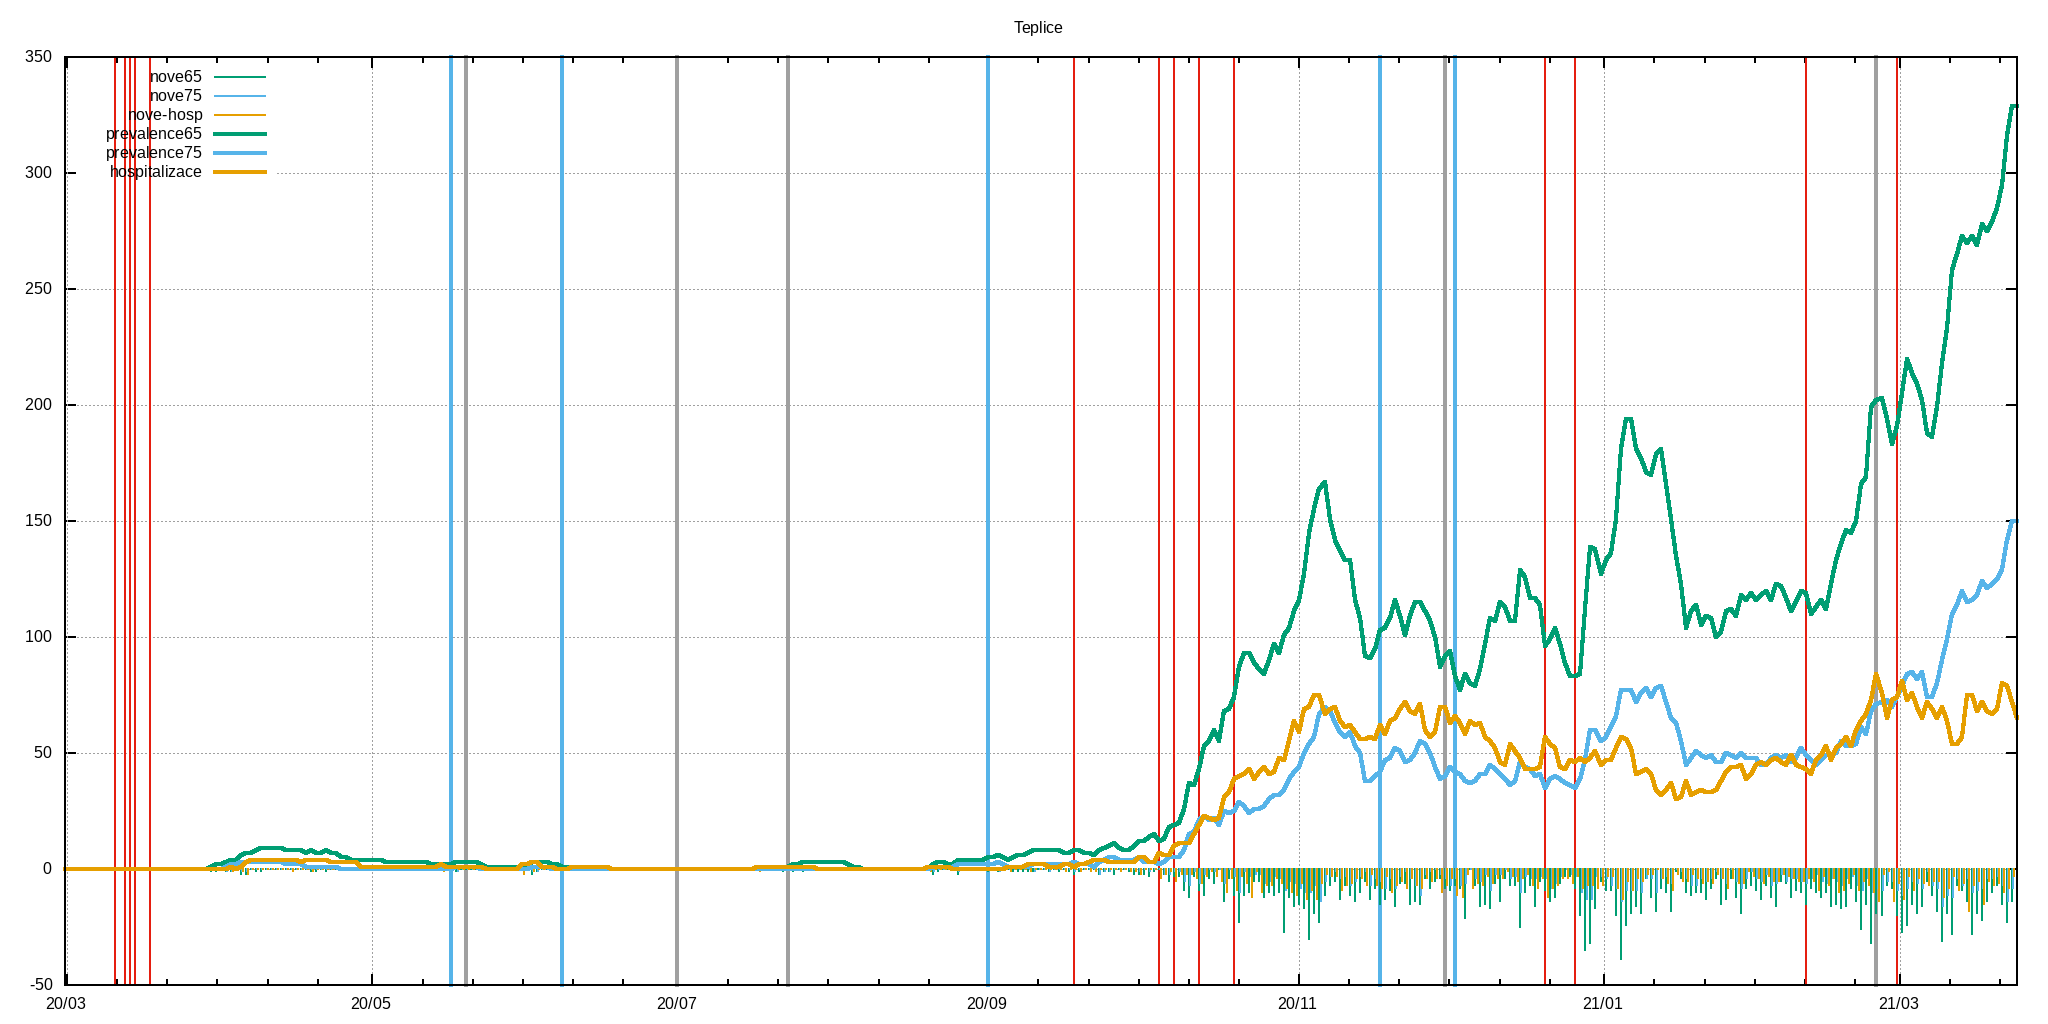 Teplice
350
nove65
nove75
nove-hosp
prevalence65
prevalence75
hospitalizace
300
250
200
150
100
50
0
-50
20/03 20/05 20/07 20/09 20/11 21/01 21/03